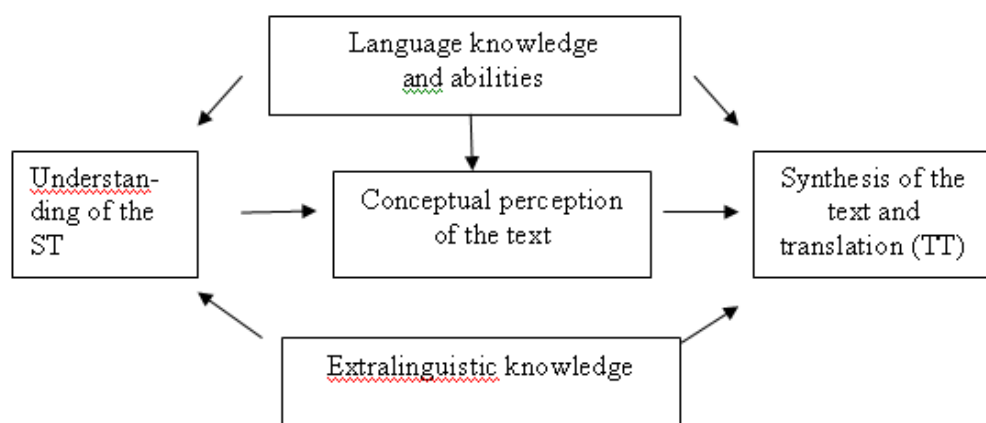 Language knowledge
and abilities
Understan-
ding of the
ST
Conceptual perception
of the text
Synthesis of the
text and
translation (TT)
Extralinguistic knowledge